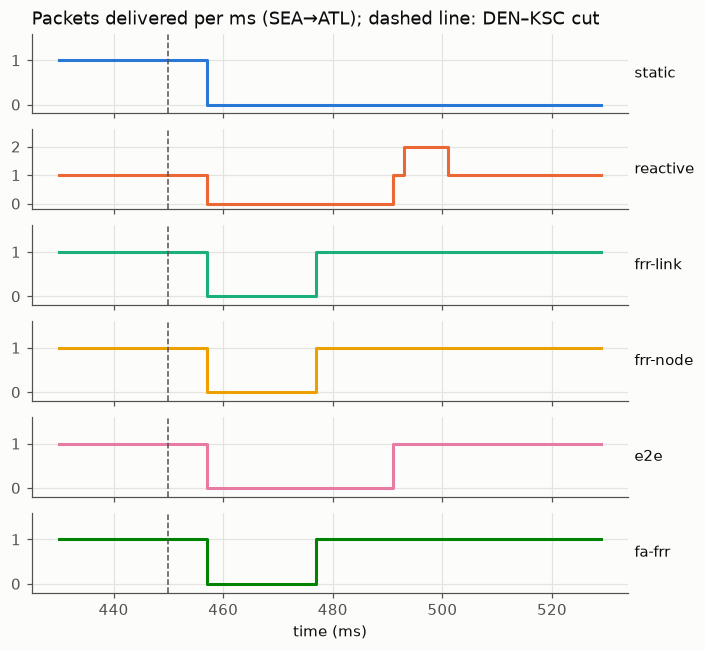 Packets delivered per ms (SEA→ATL); dashed line: DEN–KSC cut
1
0
static
2
1
0
reactive
1
0
frr-link
1
0
frr-node
1
0
e2e
1
0
fa-frr
440 460 480 500 520
time (ms)